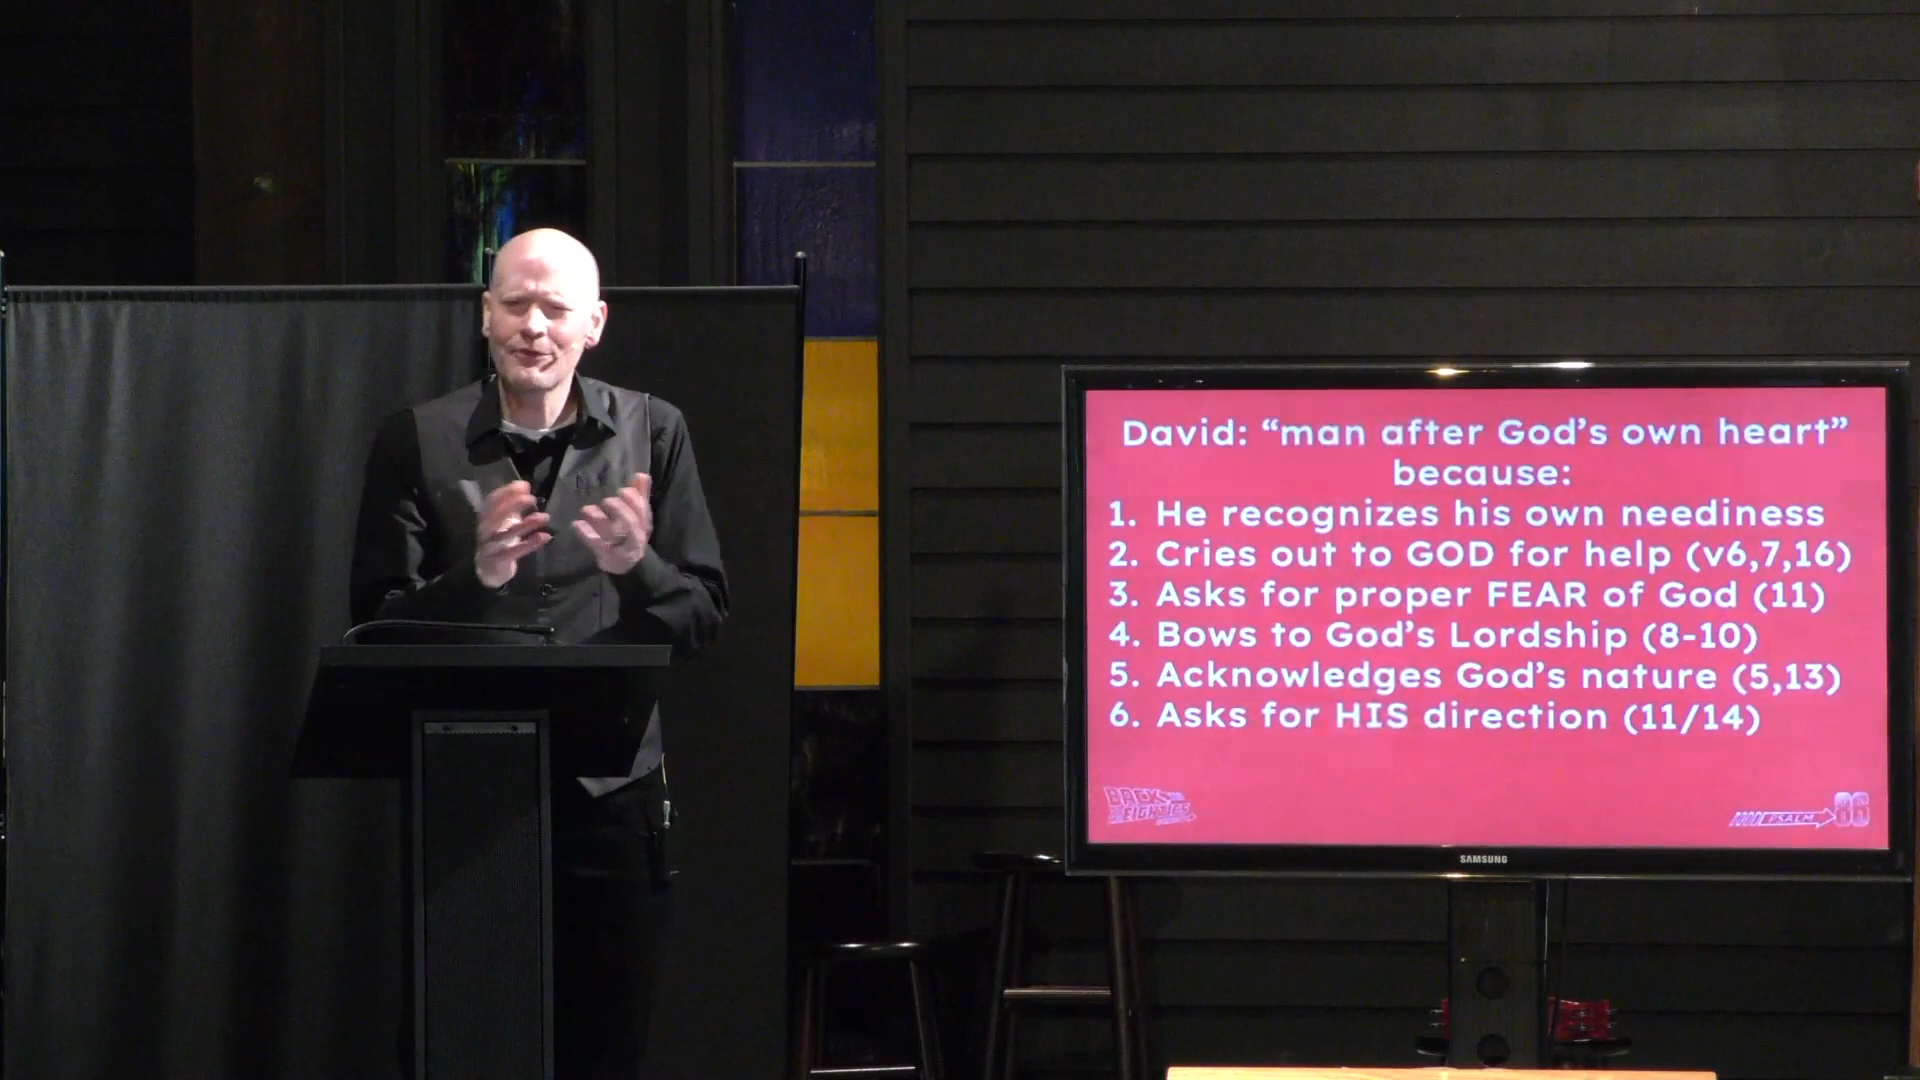 David: “man after God’s own heart”
because:
1. He recognizes his own neediness
2. Cries out to GOD for help (v6,7,16)
3. Asks for proper FEAR of God (11)
4. Bows to God’s Lordship (8-10)
5. Acknowledges God’s nature (5,13)
6. Asks for HIS direction (11/14)
BACK
EIGHTIES
PSALM 86
SAMSUNG